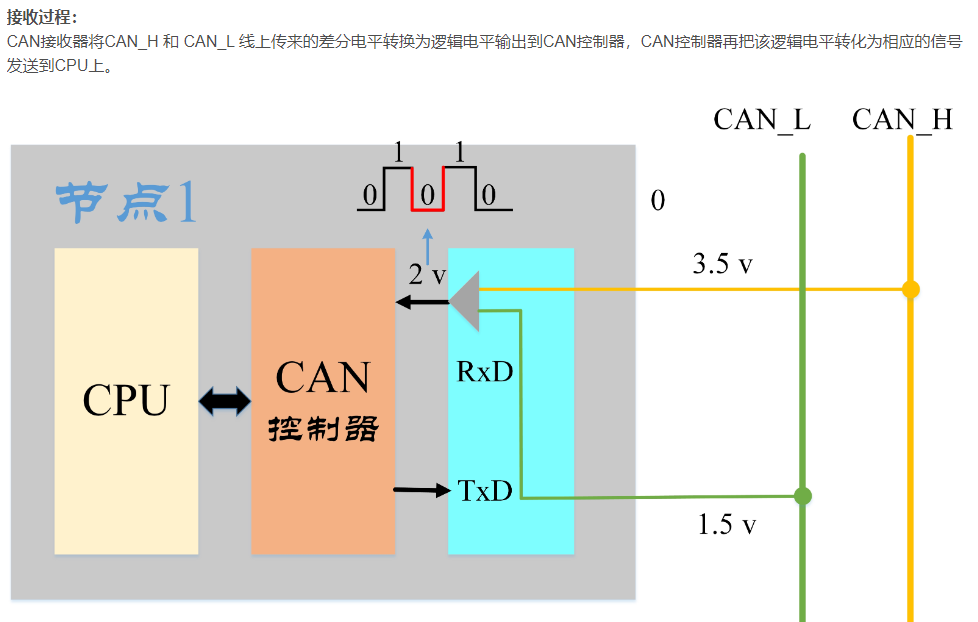 接收过程：
CAN接收器将CAN_H 和 CAN_L 线上传来的差分电平转换为逻辑电平输出到CAN控制器，CAN控制器再把该逻辑电平转化为相应的信号
发送到CPU上。
CAN_L CAN_H
节点1
1 1
0 0 0
0
3.5 v
2 v
RxD
CPU
CAN
控制器
TxD
1.5 v